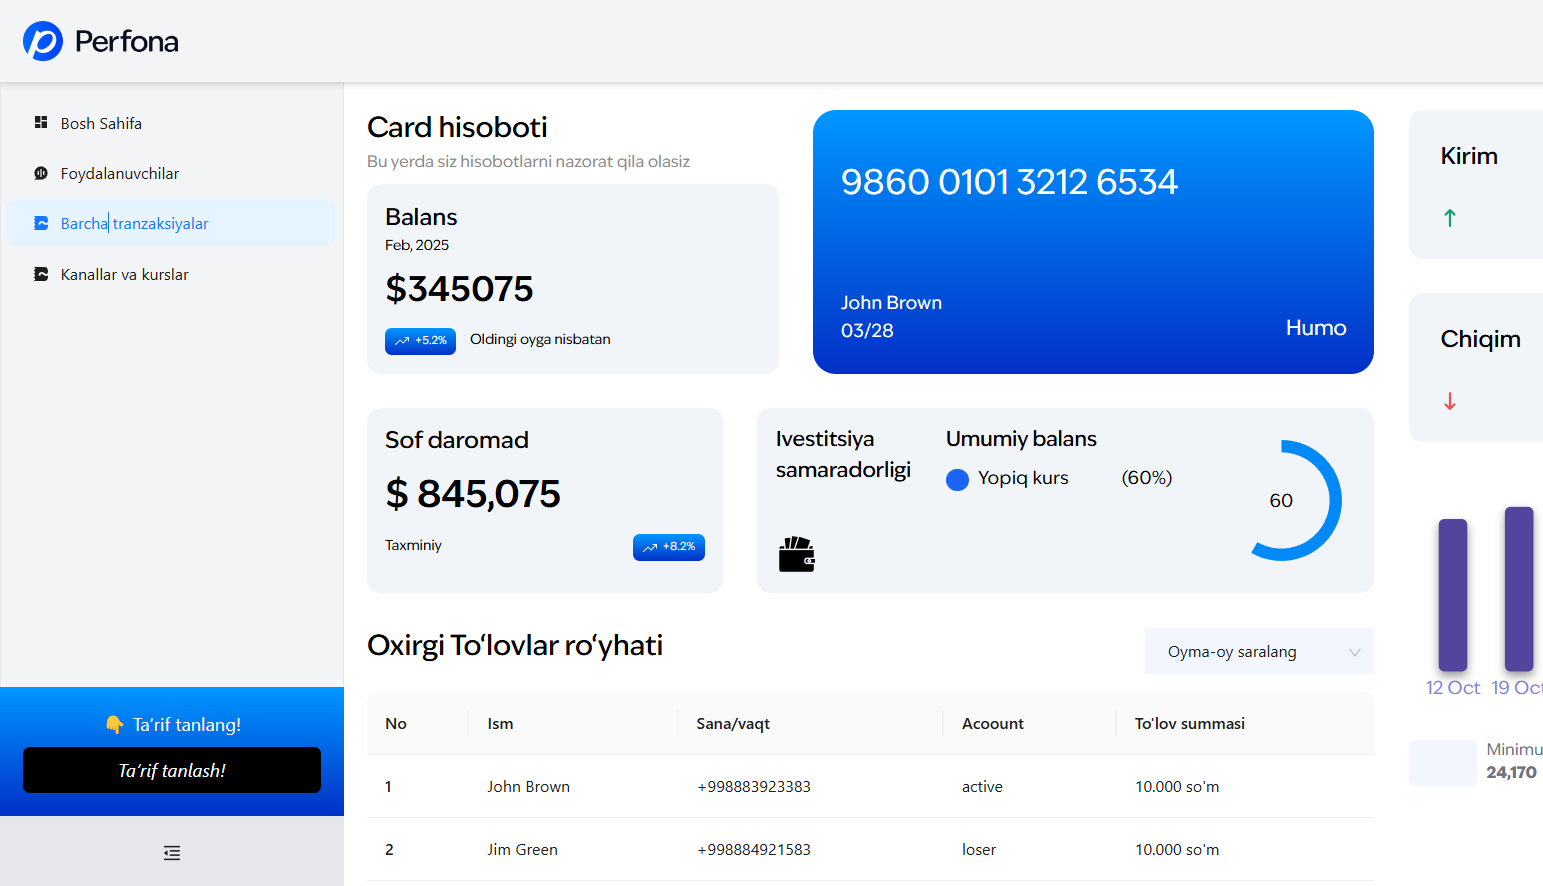 Perfona
Bosh Sahifa
Foydalanuvchilar
Barcha tranzaksiyalar
Kanallar va kurslar
👇 Ta’rif tanlang!
Ta’rif tanlash!
Card hisoboti
Bu yerda siz hisobotlarni nazorat qila olasiz
Balans
Feb, 2025
$345075
+5.2% Oldingi oyga nisbatan
9860 0101 3212 6534
John Brown
03/28
Humo
Kirim
Chiqim
Sof daromad
$ 845,075
Taxminiy
+8.2%
Ivestitsiya
samaradorligi
Umumiy balans
Yopiq kurs (60%)
60
12 Oct 19 Oct
Minimu
24,170
Oxirgi To‘lovlar ro‘yhati
Oyma-oy saralang
No Ism Sana/vaqt Acoount To'lov summasi
1 John Brown +998883923383 active 10.000 so'm
2 Jim Green +998884921583 loser 10.000 so'm